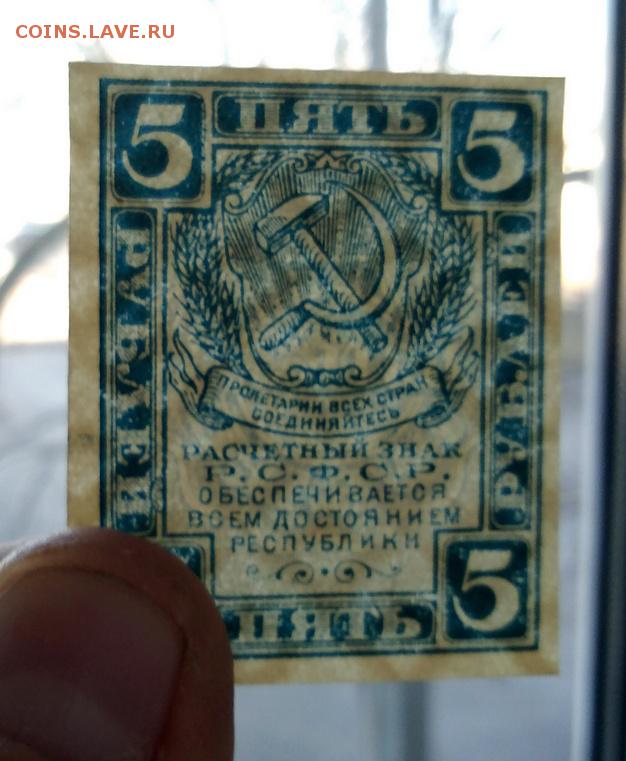 COINS.LAVE.RU
5 ПЯТЬ 5
РУБЛЕЙ
РУБЛЕЙ
ПРОЛЕТАРИИ ВСЕХ СТРАН
СОЕДИНЯЙТЕСЬ
РАСЧЕТНЫЙ ЗНАК
Р.С.Ф.С.Р.
ОБЕСПЕЧИВАЕТСЯ
ВСЕМ ДОСТОЯНИЕМ
РЕСПУБЛИКИ
ПЯТЬ 5